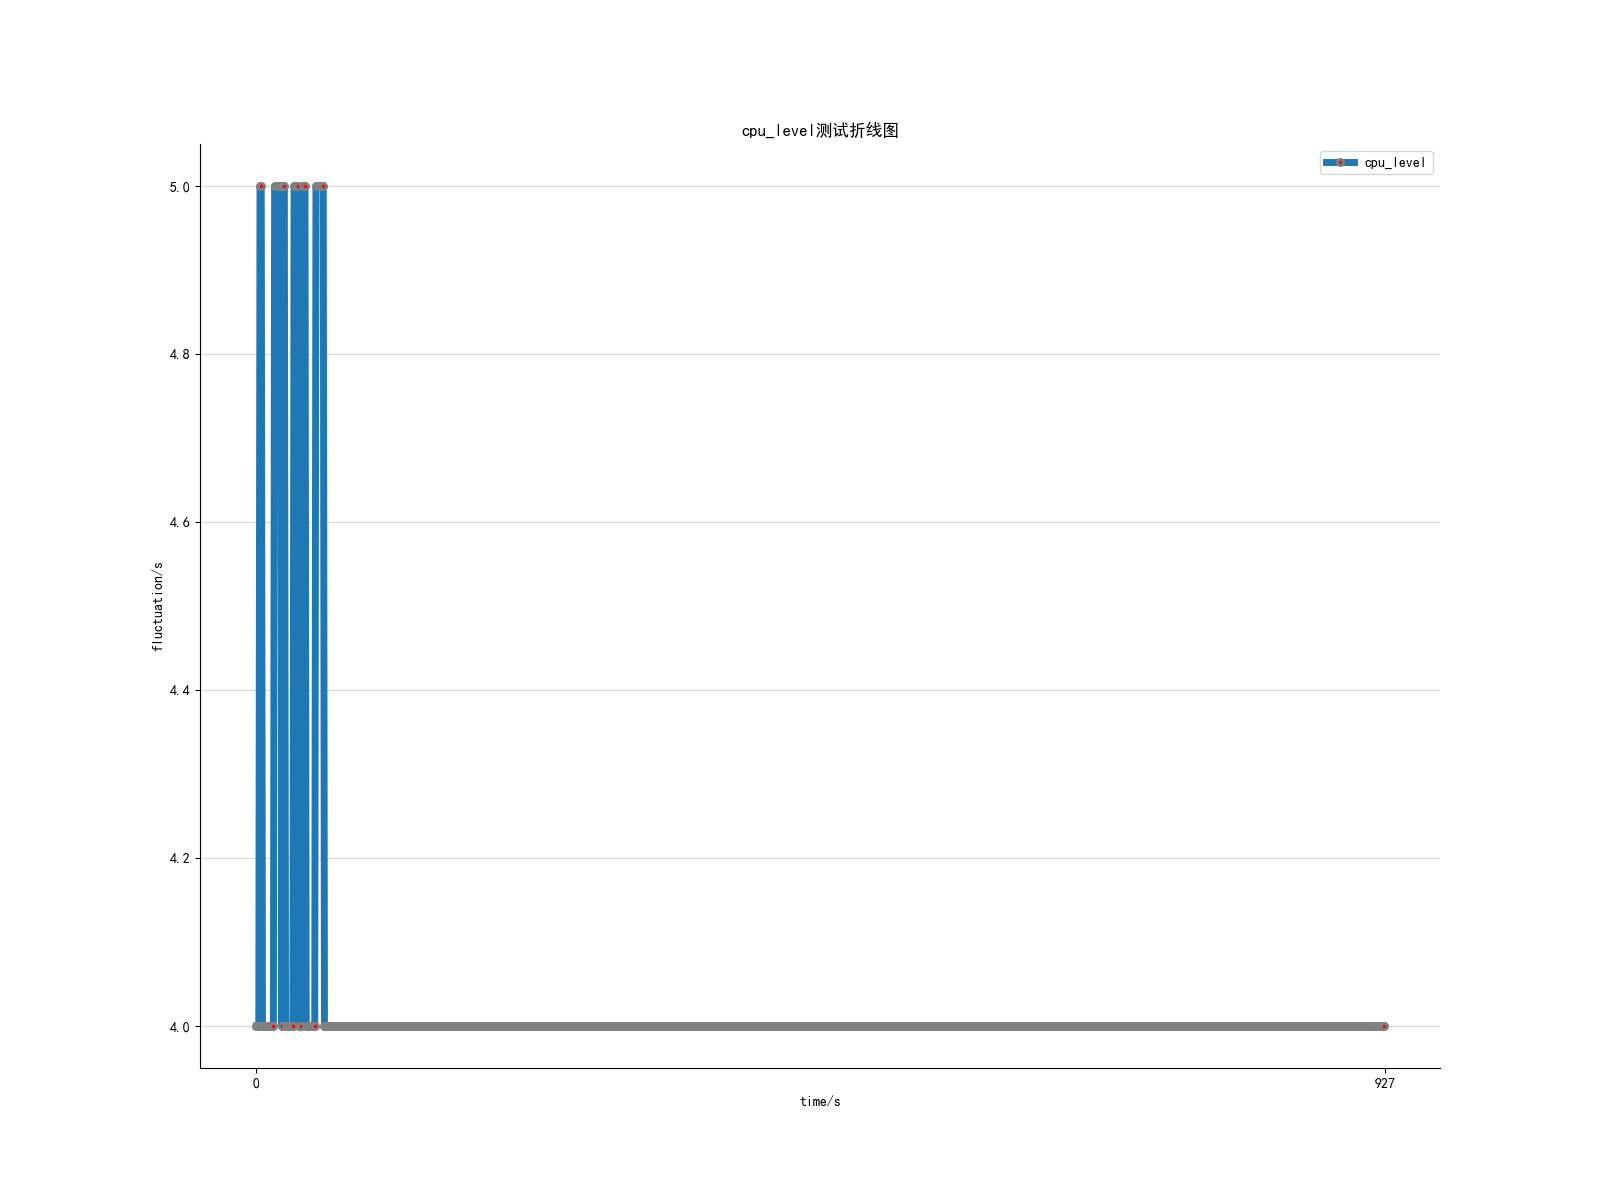 cpu_level测试折线图
cpu_level
5.0
4.8
4.6
4.4
4.2
4.0
fluctuation/s
0
927
time/s